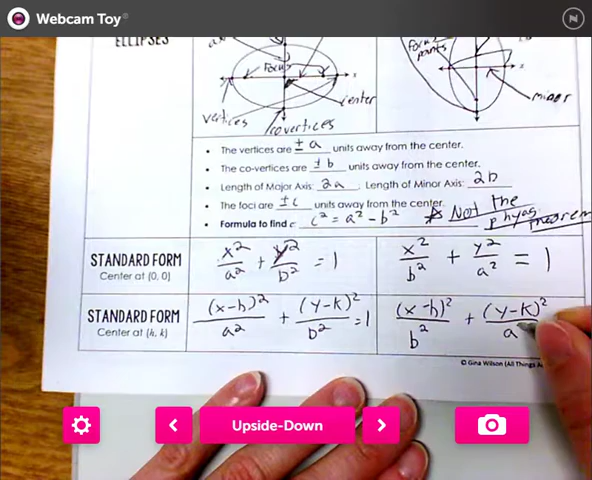 Webcam Toy
ELLIPSES
focus
center
vertices
covertices
points
minor
• The vertices are ± a units away from the center.
• The co-vertices are ± b units away from the center.
• Length of Major Axis: 2a; Length of Minor Axis: 2b
• The foci are ± c units away from the center.
• Formula to find c: c² = a² - b² Not the
phyag theorem
STANDARD FORM
Center at (0, 0)
x²/a² + y²/b² = 1
x²/b² + y²/a² = 1
STANDARD FORM
Center at (h, k)
(x-h)²/a² + (y-k)²/b² = 1
(x-h)²/b² + (y-k)²/a
© Gina Wilson (All Things A
Upside-Down